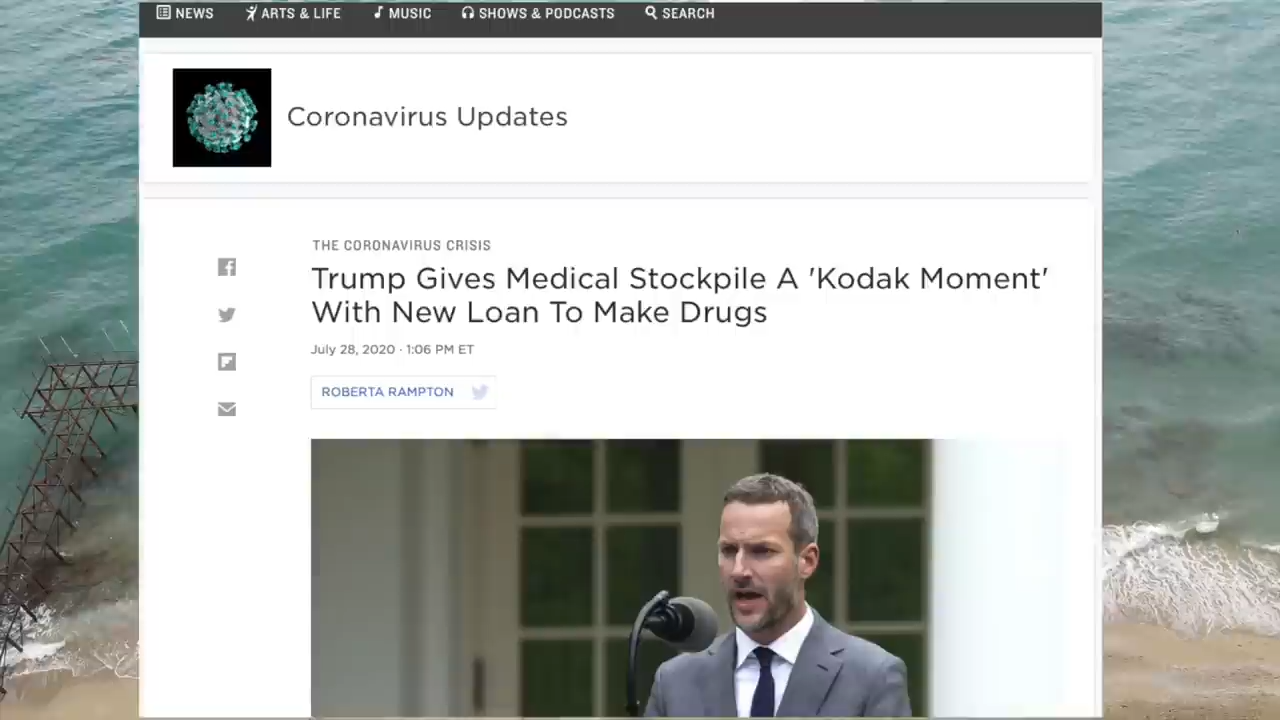 NEWS ARTS & LIFE MUSIC SHOWS & PODCASTS SEARCH
Coronavirus Updates
THE CORONAVIRUS CRISIS
Trump Gives Medical Stockpile A 'Kodak Moment'
With New Loan To Make Drugs
July 28, 2020 · 1:06 PM ET
ROBERTA RAMPTON